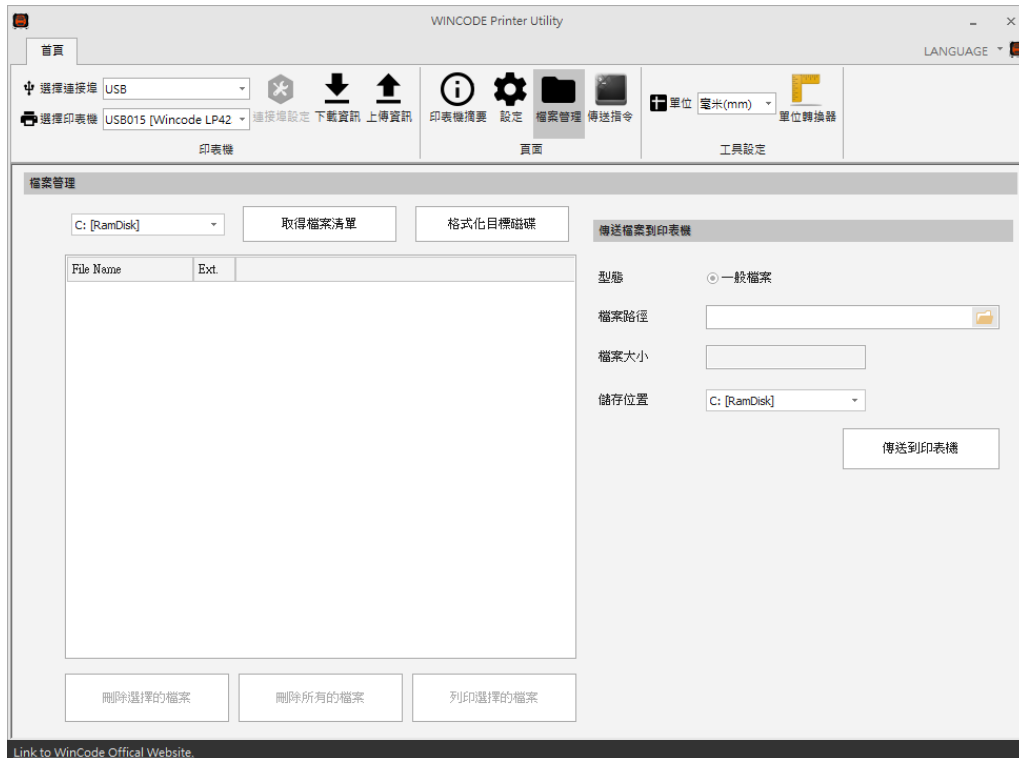 WINCODE Printer Utility
首頁
LANGUAGE
選擇連接埠 USB
選擇印表機 USB015 [Wincode LP42
連接埠設定 下載資訊 上傳資訊
印表機
印表機摘要 設定 檔案管理 傳送指令
頁面
單位 毫米(mm)
單位轉換器
工具設定
檔案管理
C: [RamDisk]
取得檔案清單
格式化目標磁碟
File Name Ext.
刪除選擇的檔案
刪除所有的檔案
列印選擇的檔案
傳送檔案到印表機
型態 一般檔案
檔案路徑
檔案大小
儲存位置 C: [RamDisk]
傳送到印表機
Link to WinCode Offical Website.